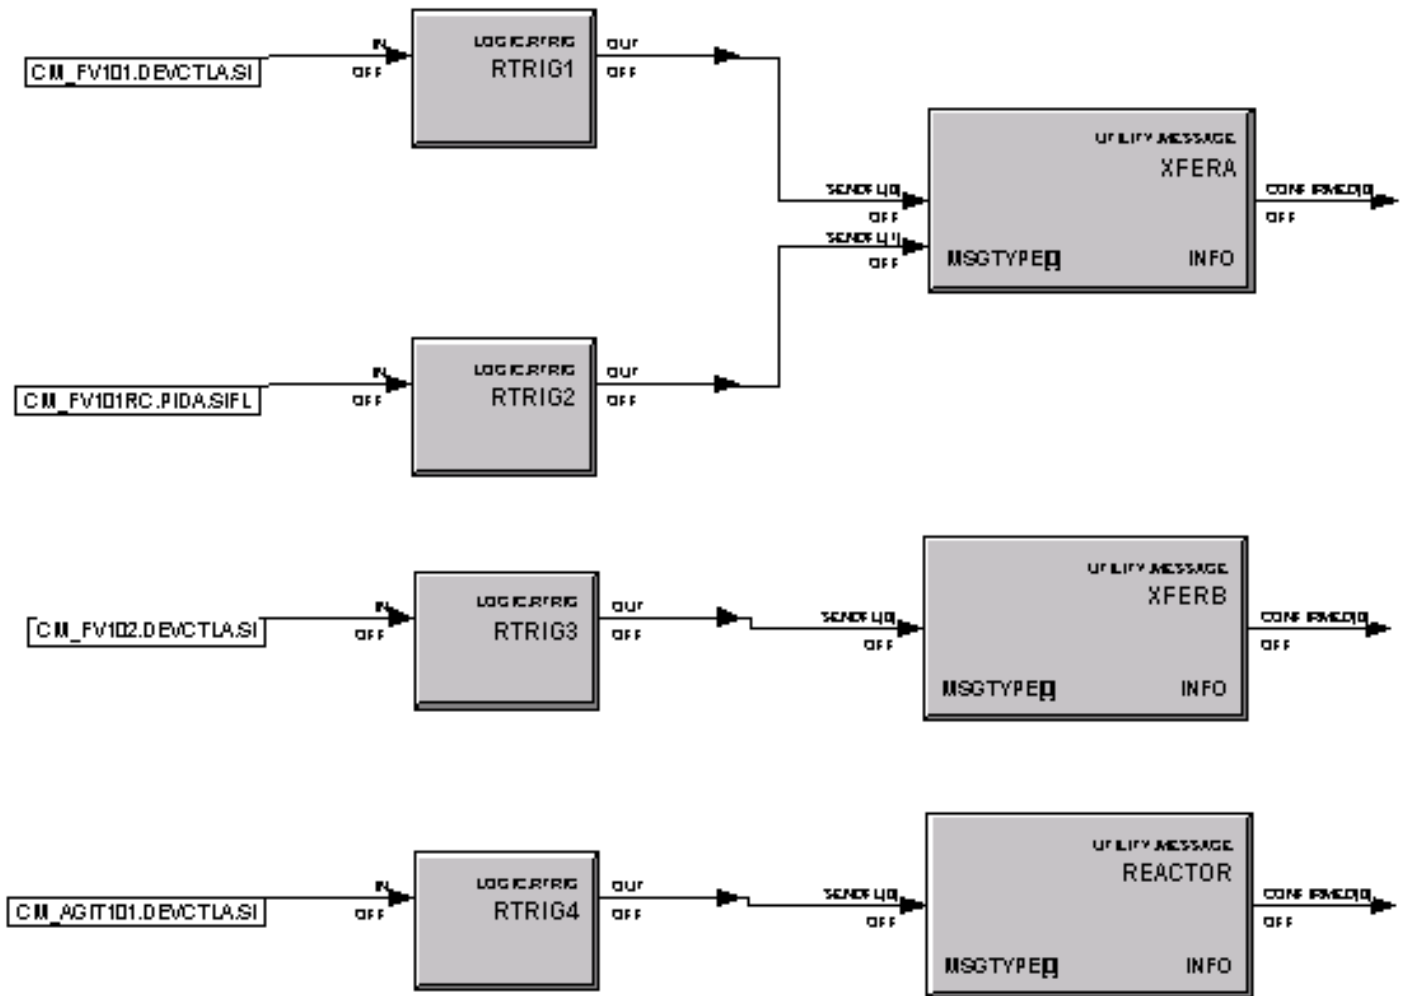 IN
LOGIC.RTRIG
OUT
CM_FV101.DEVCTLA.SI
OFF
RTRIG1
OFF
UTILITY.MESSAGE
XFERA
SENDFL[0]
CONFIRMED[0]
OFF
OFF
SENDFL[1]
OFF
MSGTYPE[]
INFO
IN
LOGIC.RTRIG
OUT
CM_FV101RC.PIDA.SIFL
OFF
RTRIG2
OFF
UTILITY.MESSAGE
XFERB
IN
LOGIC.RTRIG
OUT
SENDFL[0]
CONFIRMED[0]
CM_FV102.DEVCTLA.SI
OFF
RTRIG3
OFF
OFF
OFF
MSGTYPE[]
INFO
UTILITY.MESSAGE
REACTOR
IN
LOGIC.RTRIG
OUT
SENDFL[0]
CONFIRMED[0]
CM_AGIT101.DEVCTLA.SI
OFF
RTRIG4
OFF
OFF
OFF
MSGTYPE[]
INFO